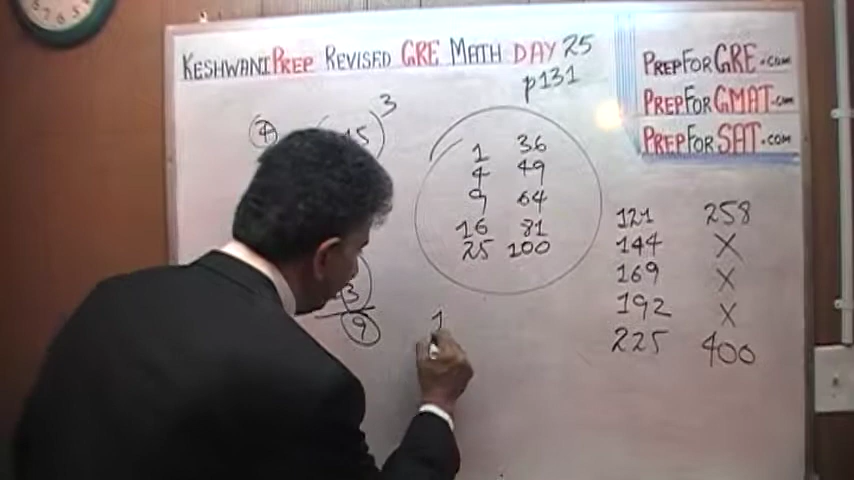 KESHWANIPREP REVISED GRE MATH DAY 25
p131
PREPFORGRE.com
PREPFORGMAT.com
PREPFORSAT.com
3
1 36
4 49
9 64
16 81
25 100
121 258
144 X
169 X
192 X
225 400
3
9
1